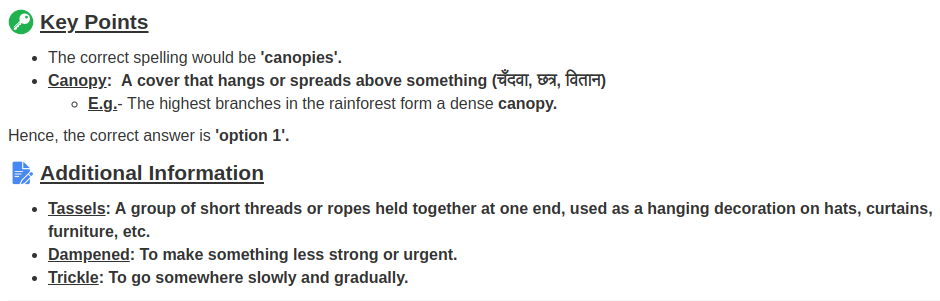 Key Points
The correct spelling would be 'canopies'.
Canopy:  A cover that hangs or spreads above something (चँदवा, छत्र, वितान)
E.g.- The highest branches in the rainforest form a dense canopy.
Hence, the correct answer is 'option 1'.
Additional Information
Tassels: A group of short threads or ropes held together at one end, used as a hanging decoration on hats, curtains,
furniture, etc.
Dampened: To make something less strong or urgent.
Trickle: To go somewhere slowly and gradually.